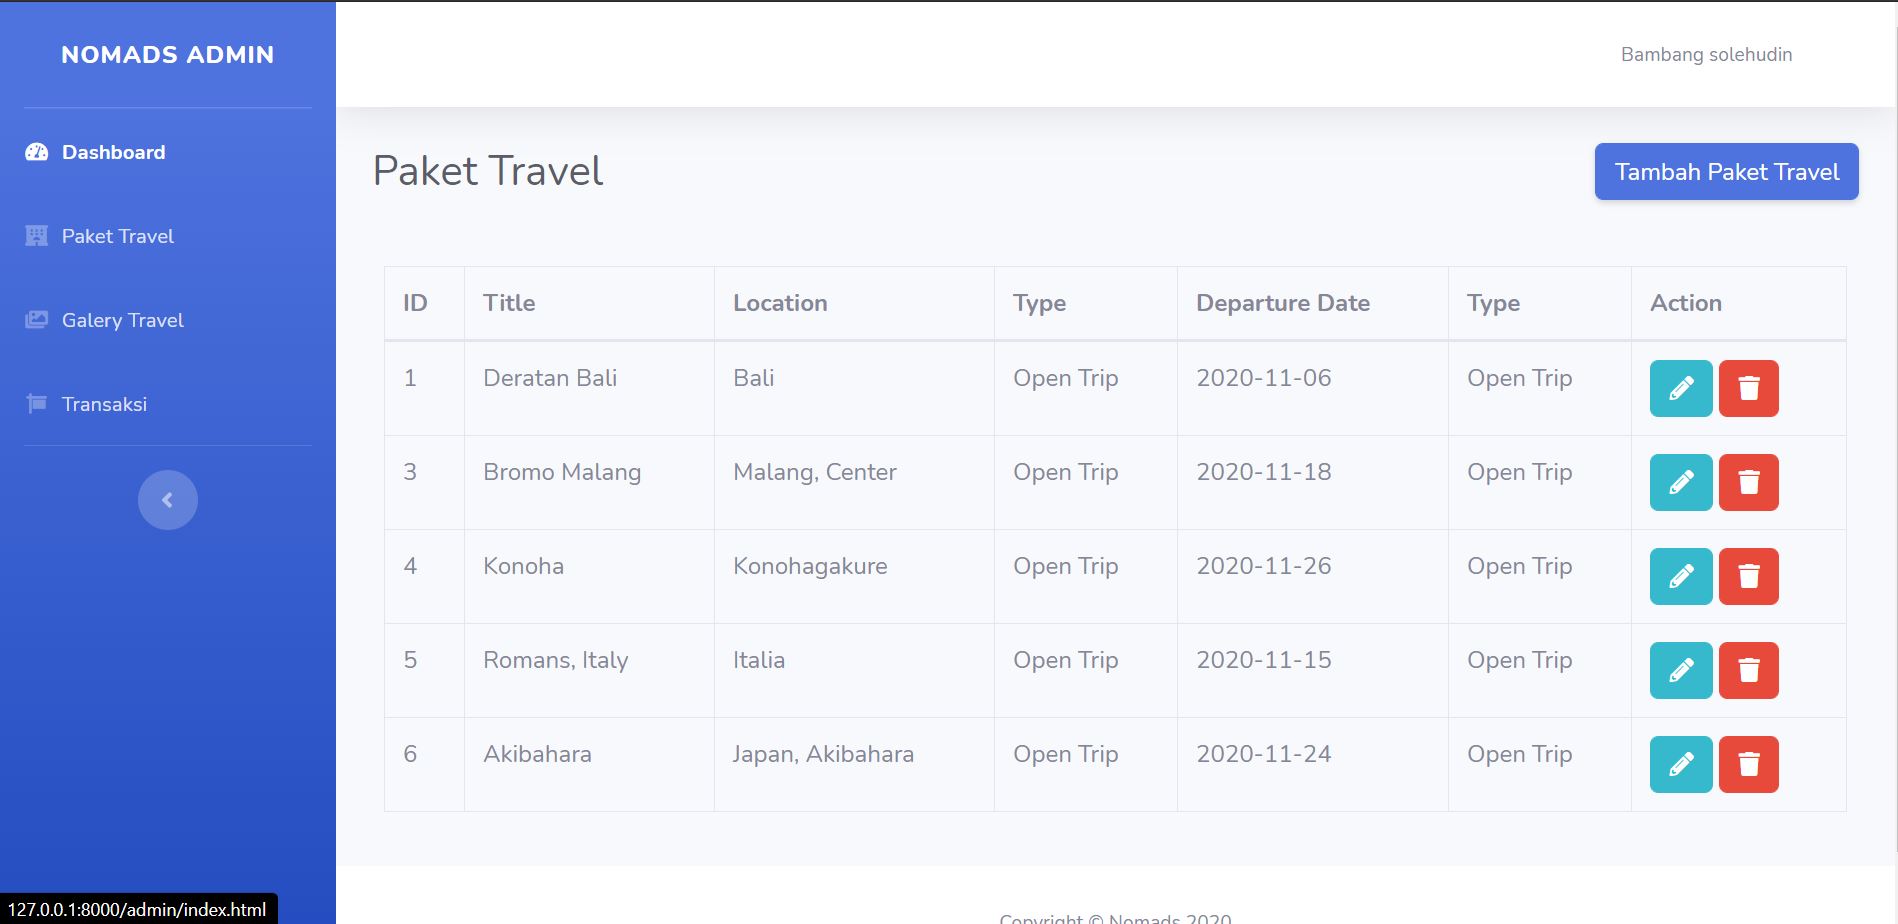 NOMADS ADMIN
Bambang solehudin
Dashboard
Paket Travel
Galery Travel
Transaksi
Paket Travel
Tambah Paket Travel
ID Title Location Type Departure Date Type Action
1 Deratan Bali Bali Open Trip 2020-11-06 Open Trip
3 Bromo Malang Malang, Center Open Trip 2020-11-18 Open Trip
4 Konoha Konohagakure Open Trip 2020-11-26 Open Trip
5 Romans, Italy Italia Open Trip 2020-11-15 Open Trip
6 Akibahara Japan, Akibahara Open Trip 2020-11-24 Open Trip
Copyright © Nomads 2020
127.0.0.1:8000/admin/index.html